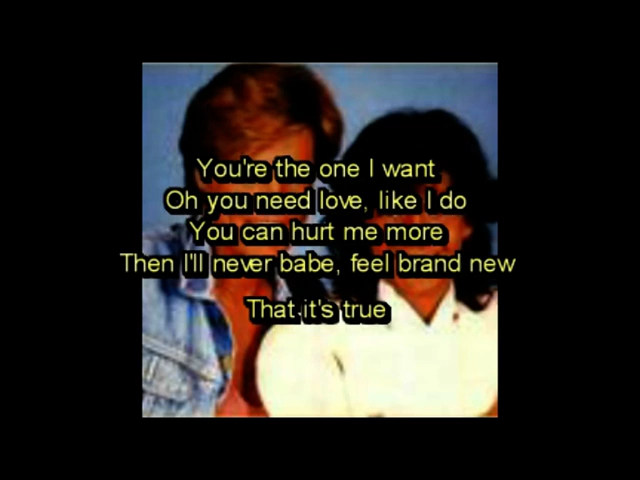 You're the one I want
Oh you need love, like I do
You can hurt me more
Then I'll never babe, feel brand new
That it's true